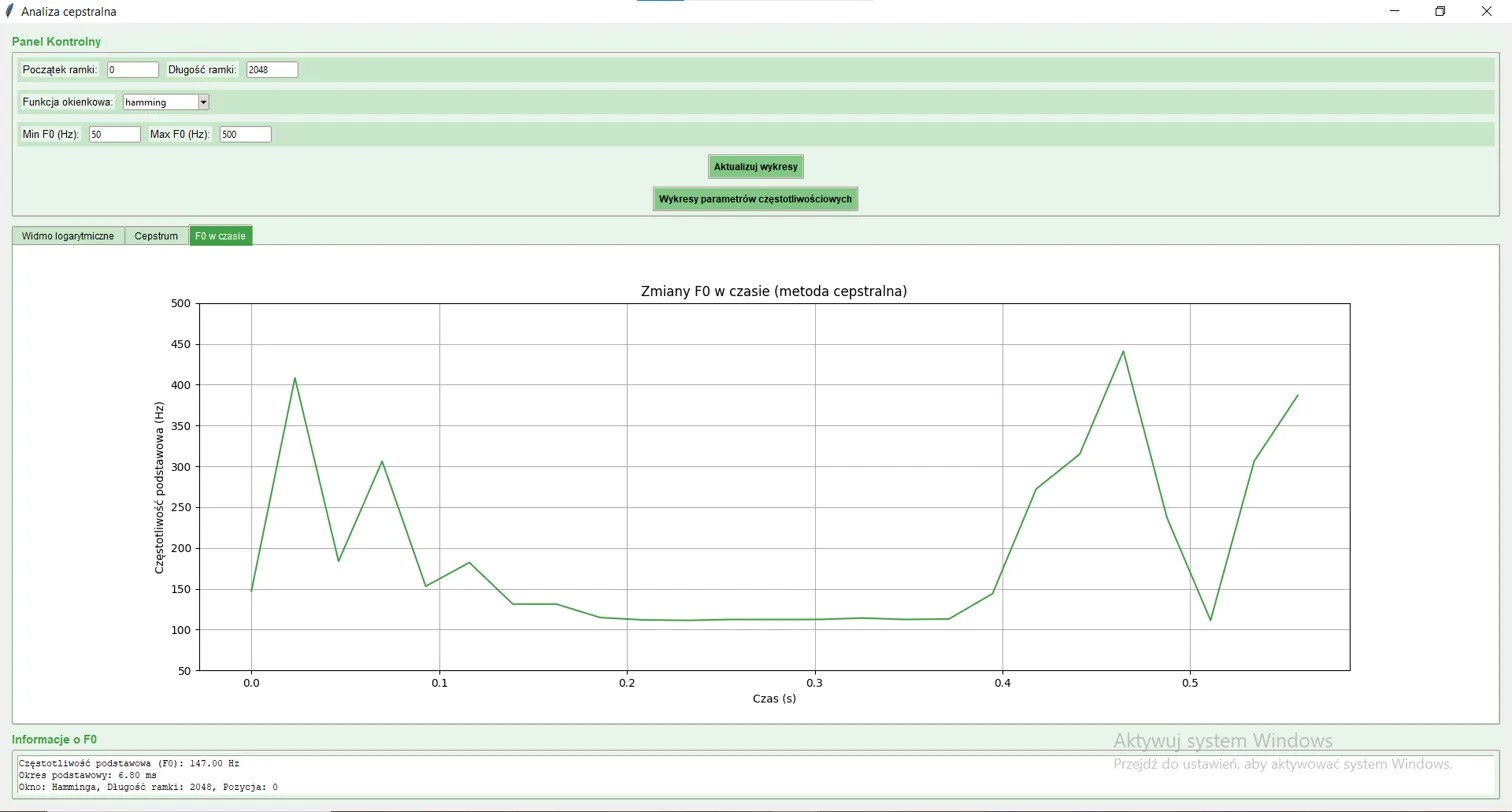 Analiza cepstralna
Panel Kontrolny
Początek ramki: 0 Długość ramki: 2048
Funkcja okienkowa: hamming
Min F0 (Hz): 50 Max F0 (Hz): 500
Aktualizuj wykresy
Wykresy parametrów częstotliwościowych
Widmo logarytmiczne Cepstrum F0 w czasie
Zmiany F0 w czasie (metoda cepstralna)
500
450
400
350
300
250
200
150
100
50
Częstotliwość podstawowa (Hz)
0.0 0.1 0.2 0.3 0.4 0.5
Czas (s)
Informacje o F0
Częstotliwość podstawowa (F0): 147.00 Hz
Okres podstawowy: 6.80 ms
Okno: Hamminga, Długość ramki: 2048, Pozycja: 0
Aktywuj system Windows
Przejdź do ustawień, aby aktywować system Windows.